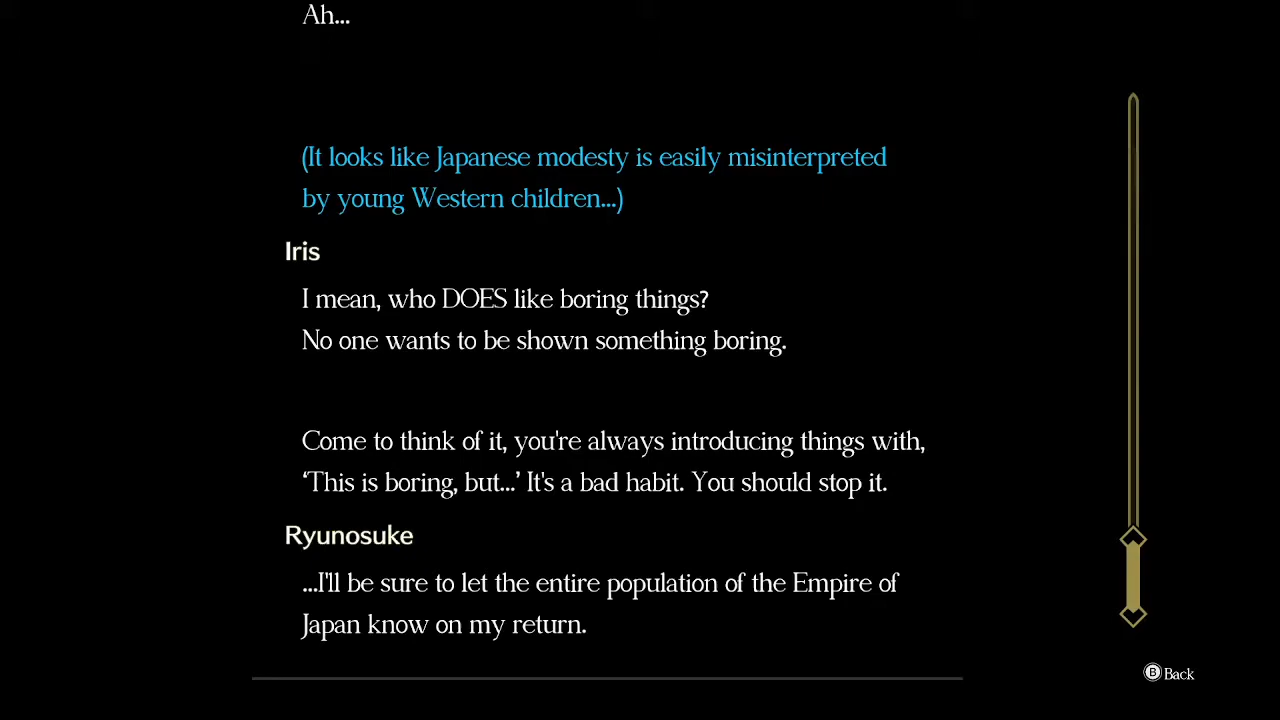 Ah...
(It looks like Japanese modesty is easily misinterpreted
by young Western children...)
Iris
I mean, who DOES like boring things?
No one wants to be shown something boring.
Come to think of it, you're always introducing things with,
‘This is boring, but...’ It's a bad habit. You should stop it.
Ryunosuke
...I'll be sure to let the entire population of the Empire of
Japan know on my return.
B Back